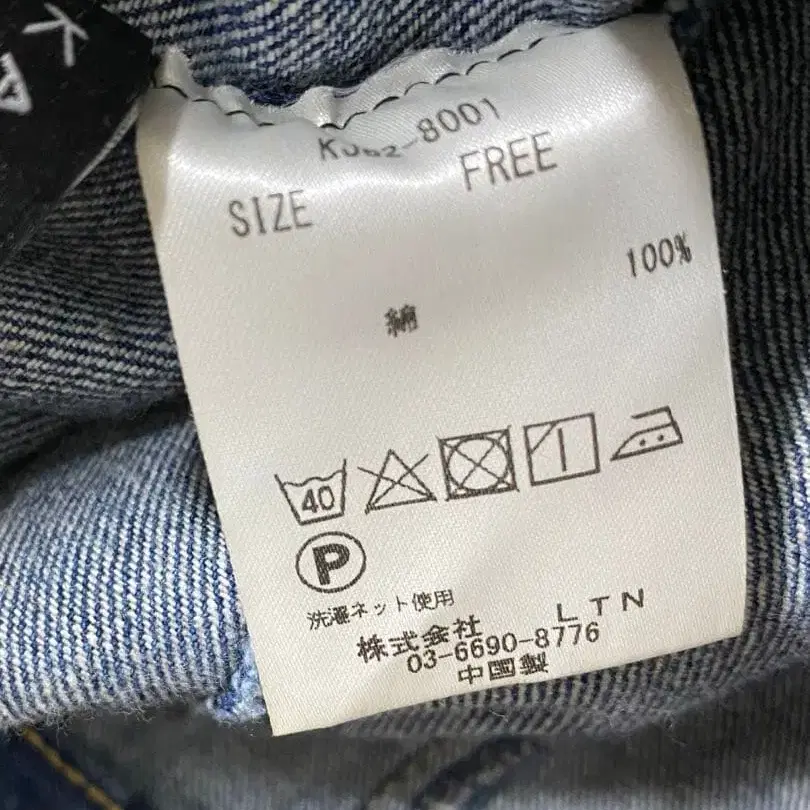 SIZE FREE
綿 100%
40
P
洗濯ネット使用
株式会社 LTN
03-6690-8776
中国製